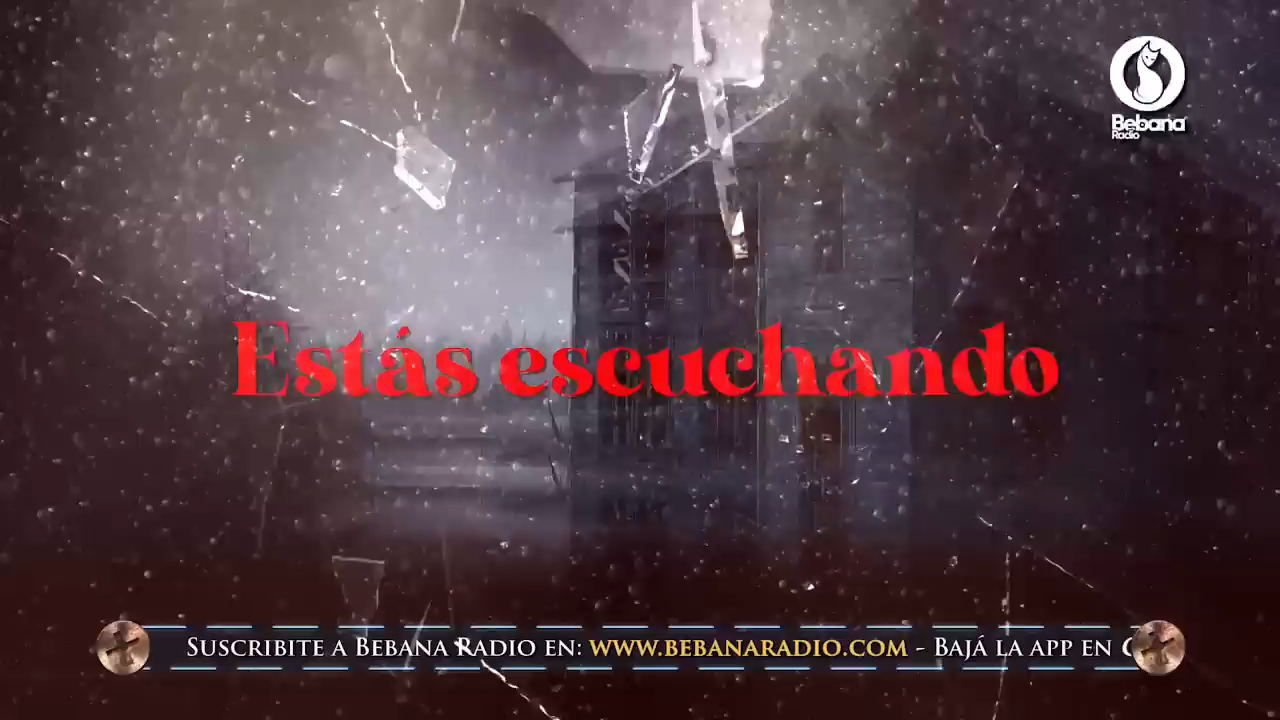 Bebana
Radio
Estás escuchando
Suscribite a Bebana Radio en: www.bebanaradio.com - Bajá la app en